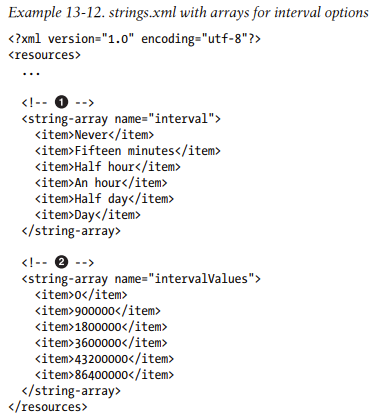 Example 13-12. strings.xml with arrays for interval options
<?xml version="1.0" encoding="utf-8"?>
<resources>
...
<!-- ❶ -->
<string-array name="interval">
<item>Never</item>
<item>Fifteen minutes</item>
<item>Half hour</item>
<item>An hour</item>
<item>Half day</item>
<item>Day</item>
</string-array>
<!-- ❷ -->
<string-array name="intervalValues">
<item>0</item>
<item>900000</item>
<item>1800000</item>
<item>3600000</item>
<item>43200000</item>
<item>86400000</item>
</string-array>
</resources>